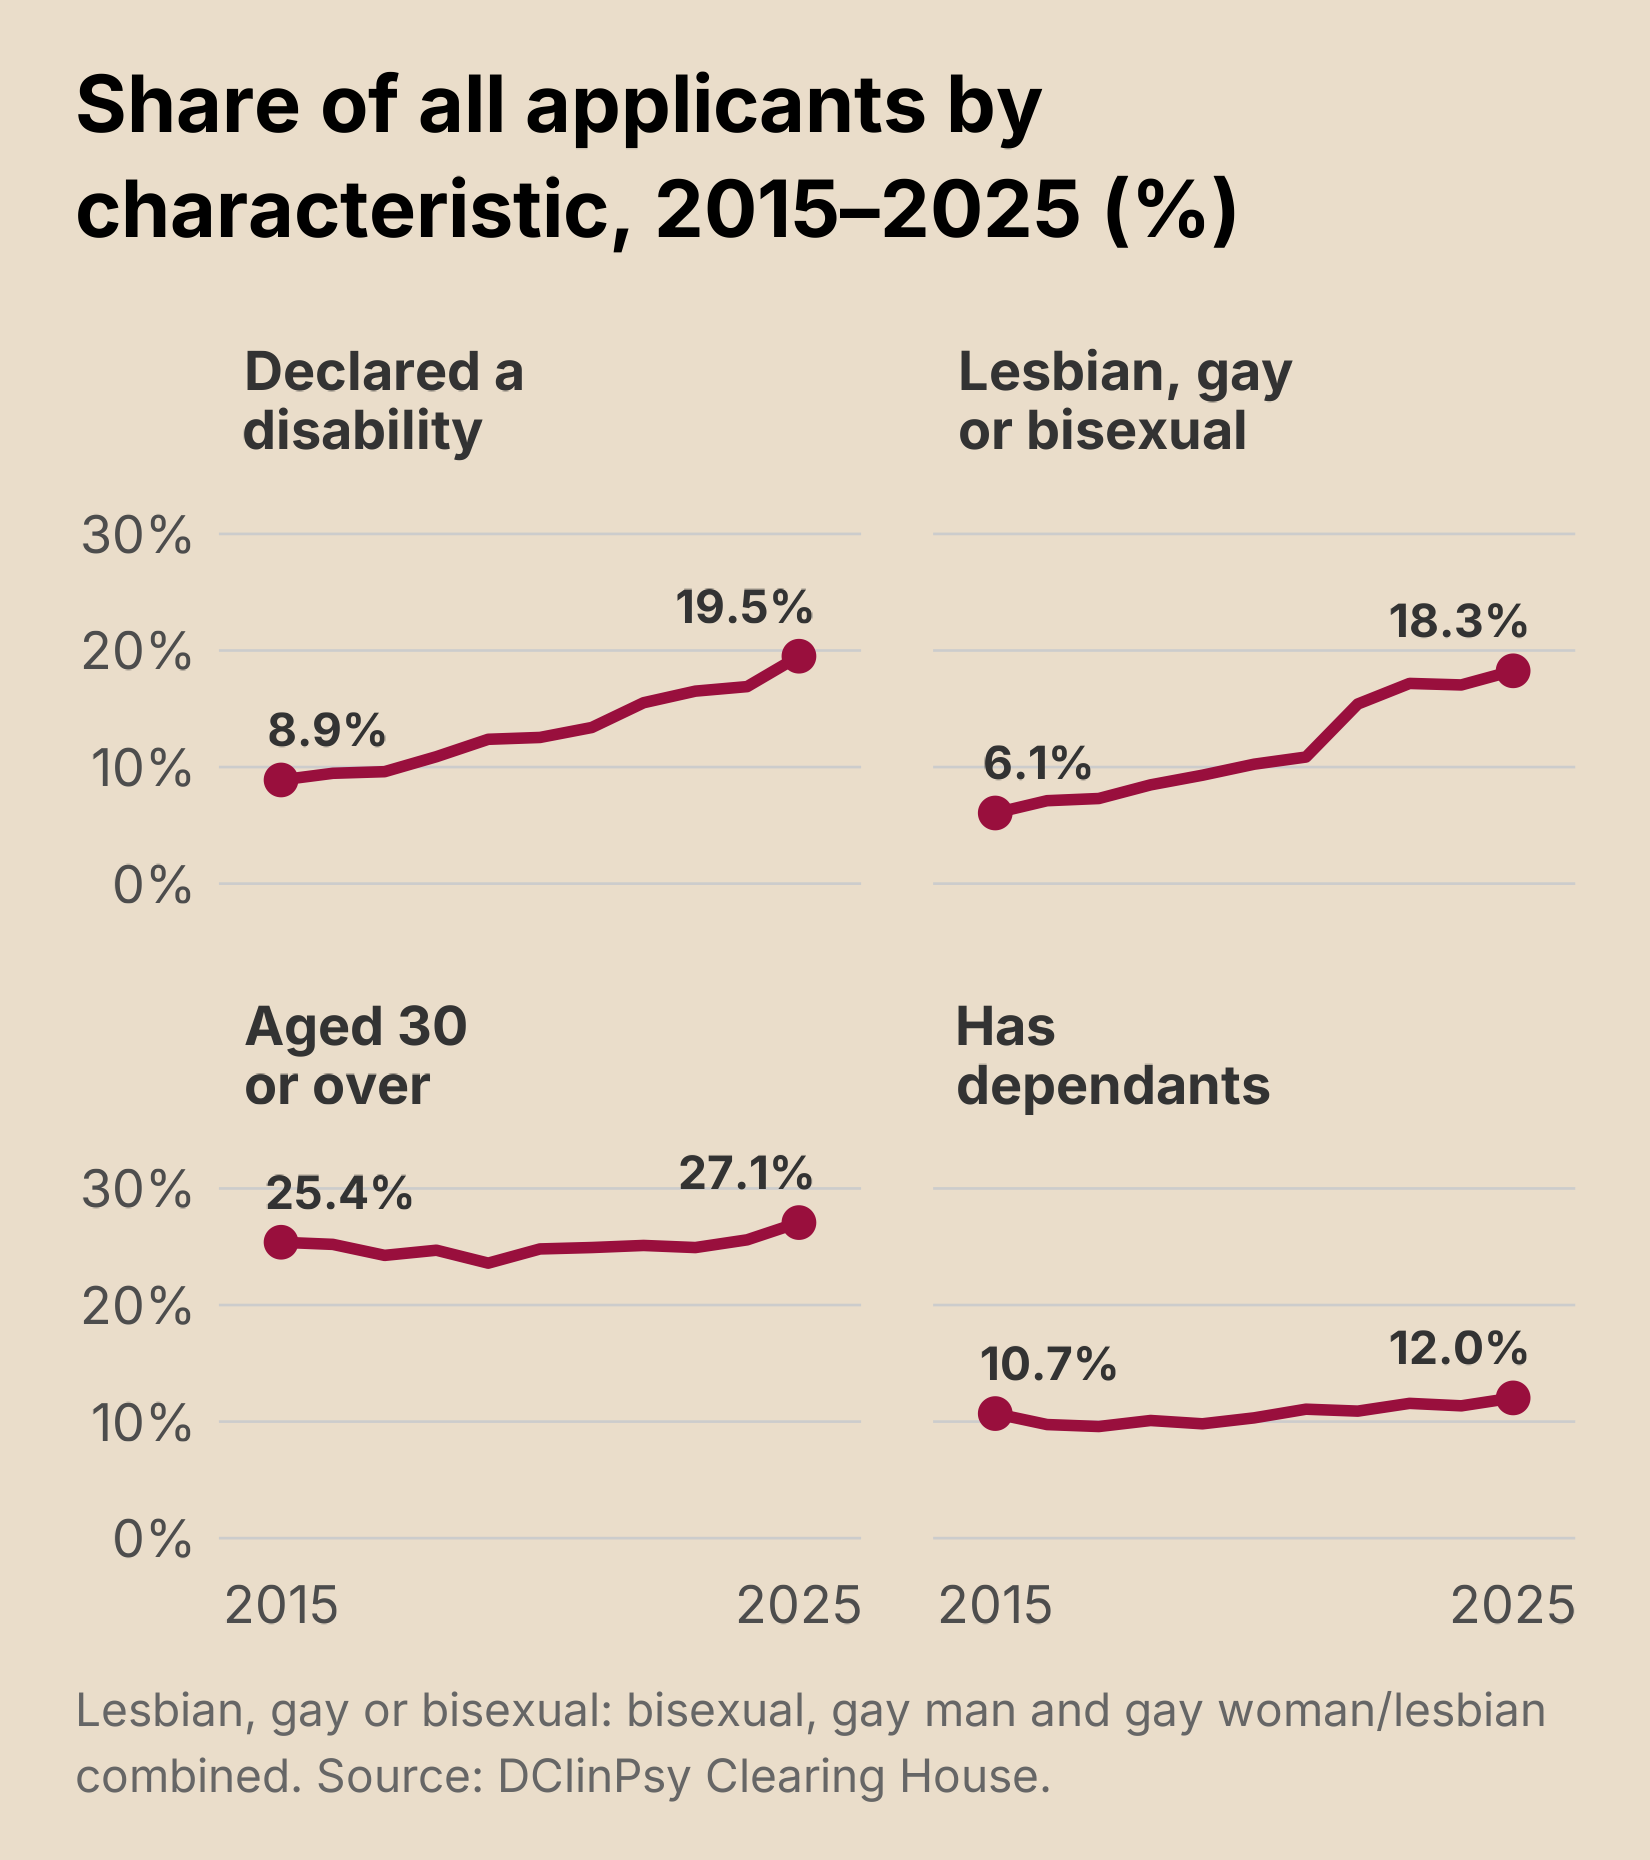 Share of all applicants by
characteristic, 2015–2025 (%)
Declared a
disability
Lesbian, gay
or bisexual
30%
20%
10%
0%
8.9%
19.5%
6.1%
18.3%
Aged 30
or over
Has
dependants
30%
20%
10%
0%
25.4%
27.1%
10.7%
12.0%
2015
2025
2015
2025
Lesbian, gay or bisexual: bisexual, gay man and gay woman/lesbian
combined. Source: DClinPsy Clearing House.